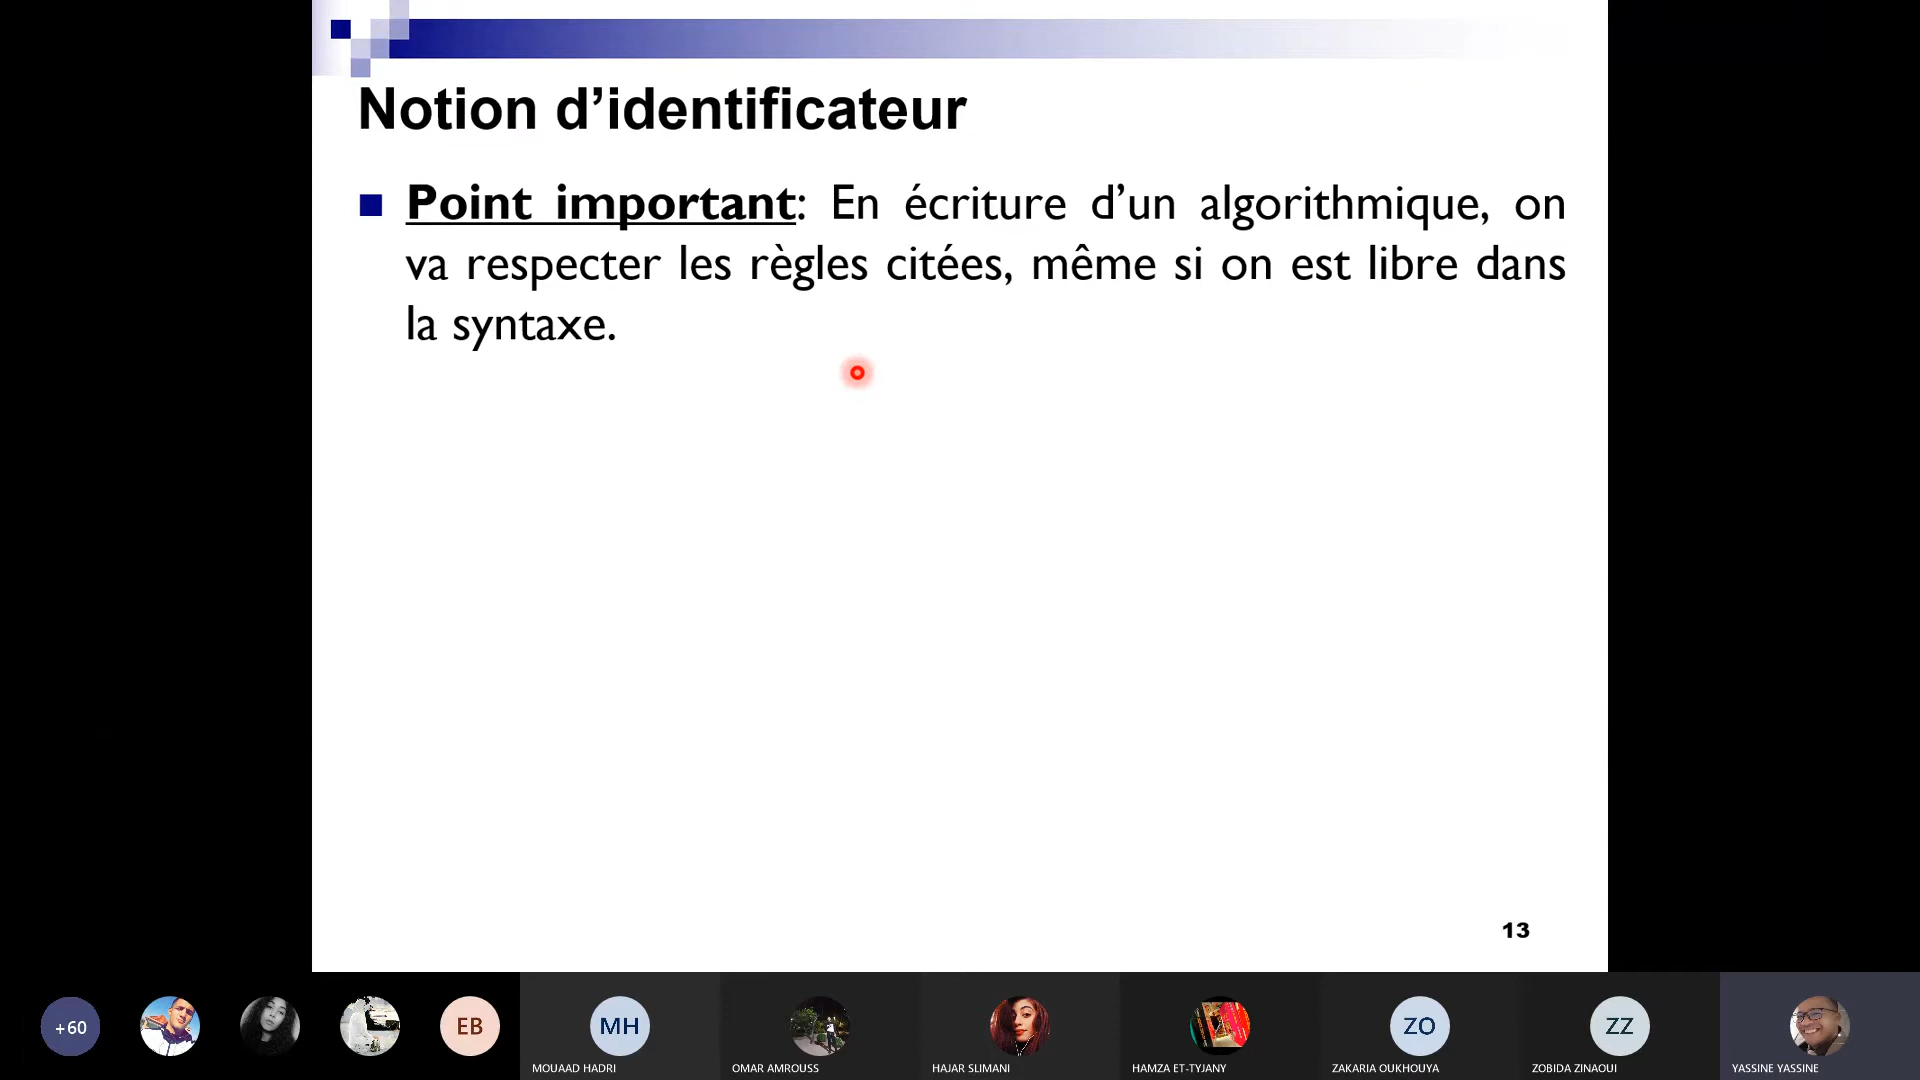 Notion d’identificateur
Point important: En écriture d’un algorithmique, on
va respecter les règles citées, même si on est libre dans
la syntaxe.
13
+60
EB
MH
ZO
ZZ
MOUAAD HADRI
OMAR AMROUSS
HAJAR SLIMANI
HAMZA ET-TYJANY
ZAKARIA OUKHOUYA
ZOBIDA ZINAOUI
YASSINE YASSINE